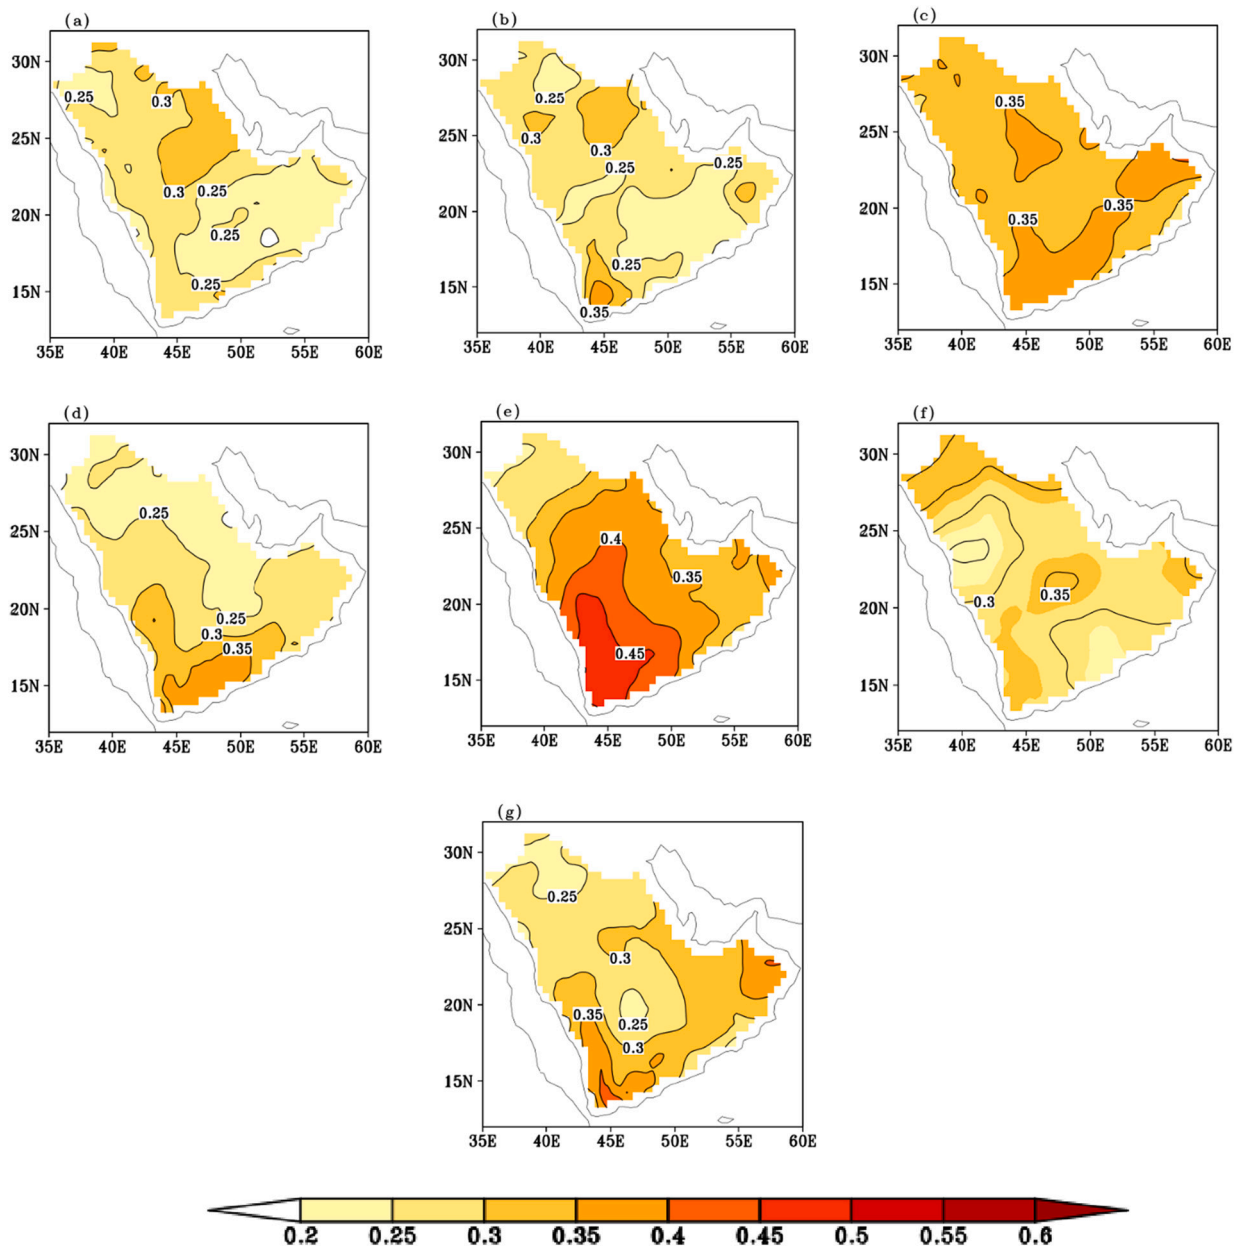 (a) (b) (c)
30N 30N 30N
0.25 0.3 0.25 0.35
25N 25N 25N
0.3 0.3
0.3 0.25 0.25 0.25
20N 20N 20N
0.25 0.35 0.35
0.25 0.25
15N 15N 15N
0.35
35E 40E 45E 50E 55E 60E 35E 40E 45E 50E 55E 60E 35E 40E 45E 50E 55E 60E
(d) (e) (f)
30N 30N 30N
0.25 0.4
25N 25N 25N
0.35 0.35
20N 20N 20N
0.25 0.3
0.3
0.35 0.45
15N 15N 15N
35E 40E 45E 50E 55E 60E 35E 40E 45E 50E 55E 60E 35E 40E 45E 50E 55E 60E
(g)
30N
0.25
25N
0.3
20N
0.35 0.25
0.3
15N
35E 40E 45E 50E 55E 60E
0.2 0.25 0.3 0.35 0.4 0.45 0.5 0.55 0.6